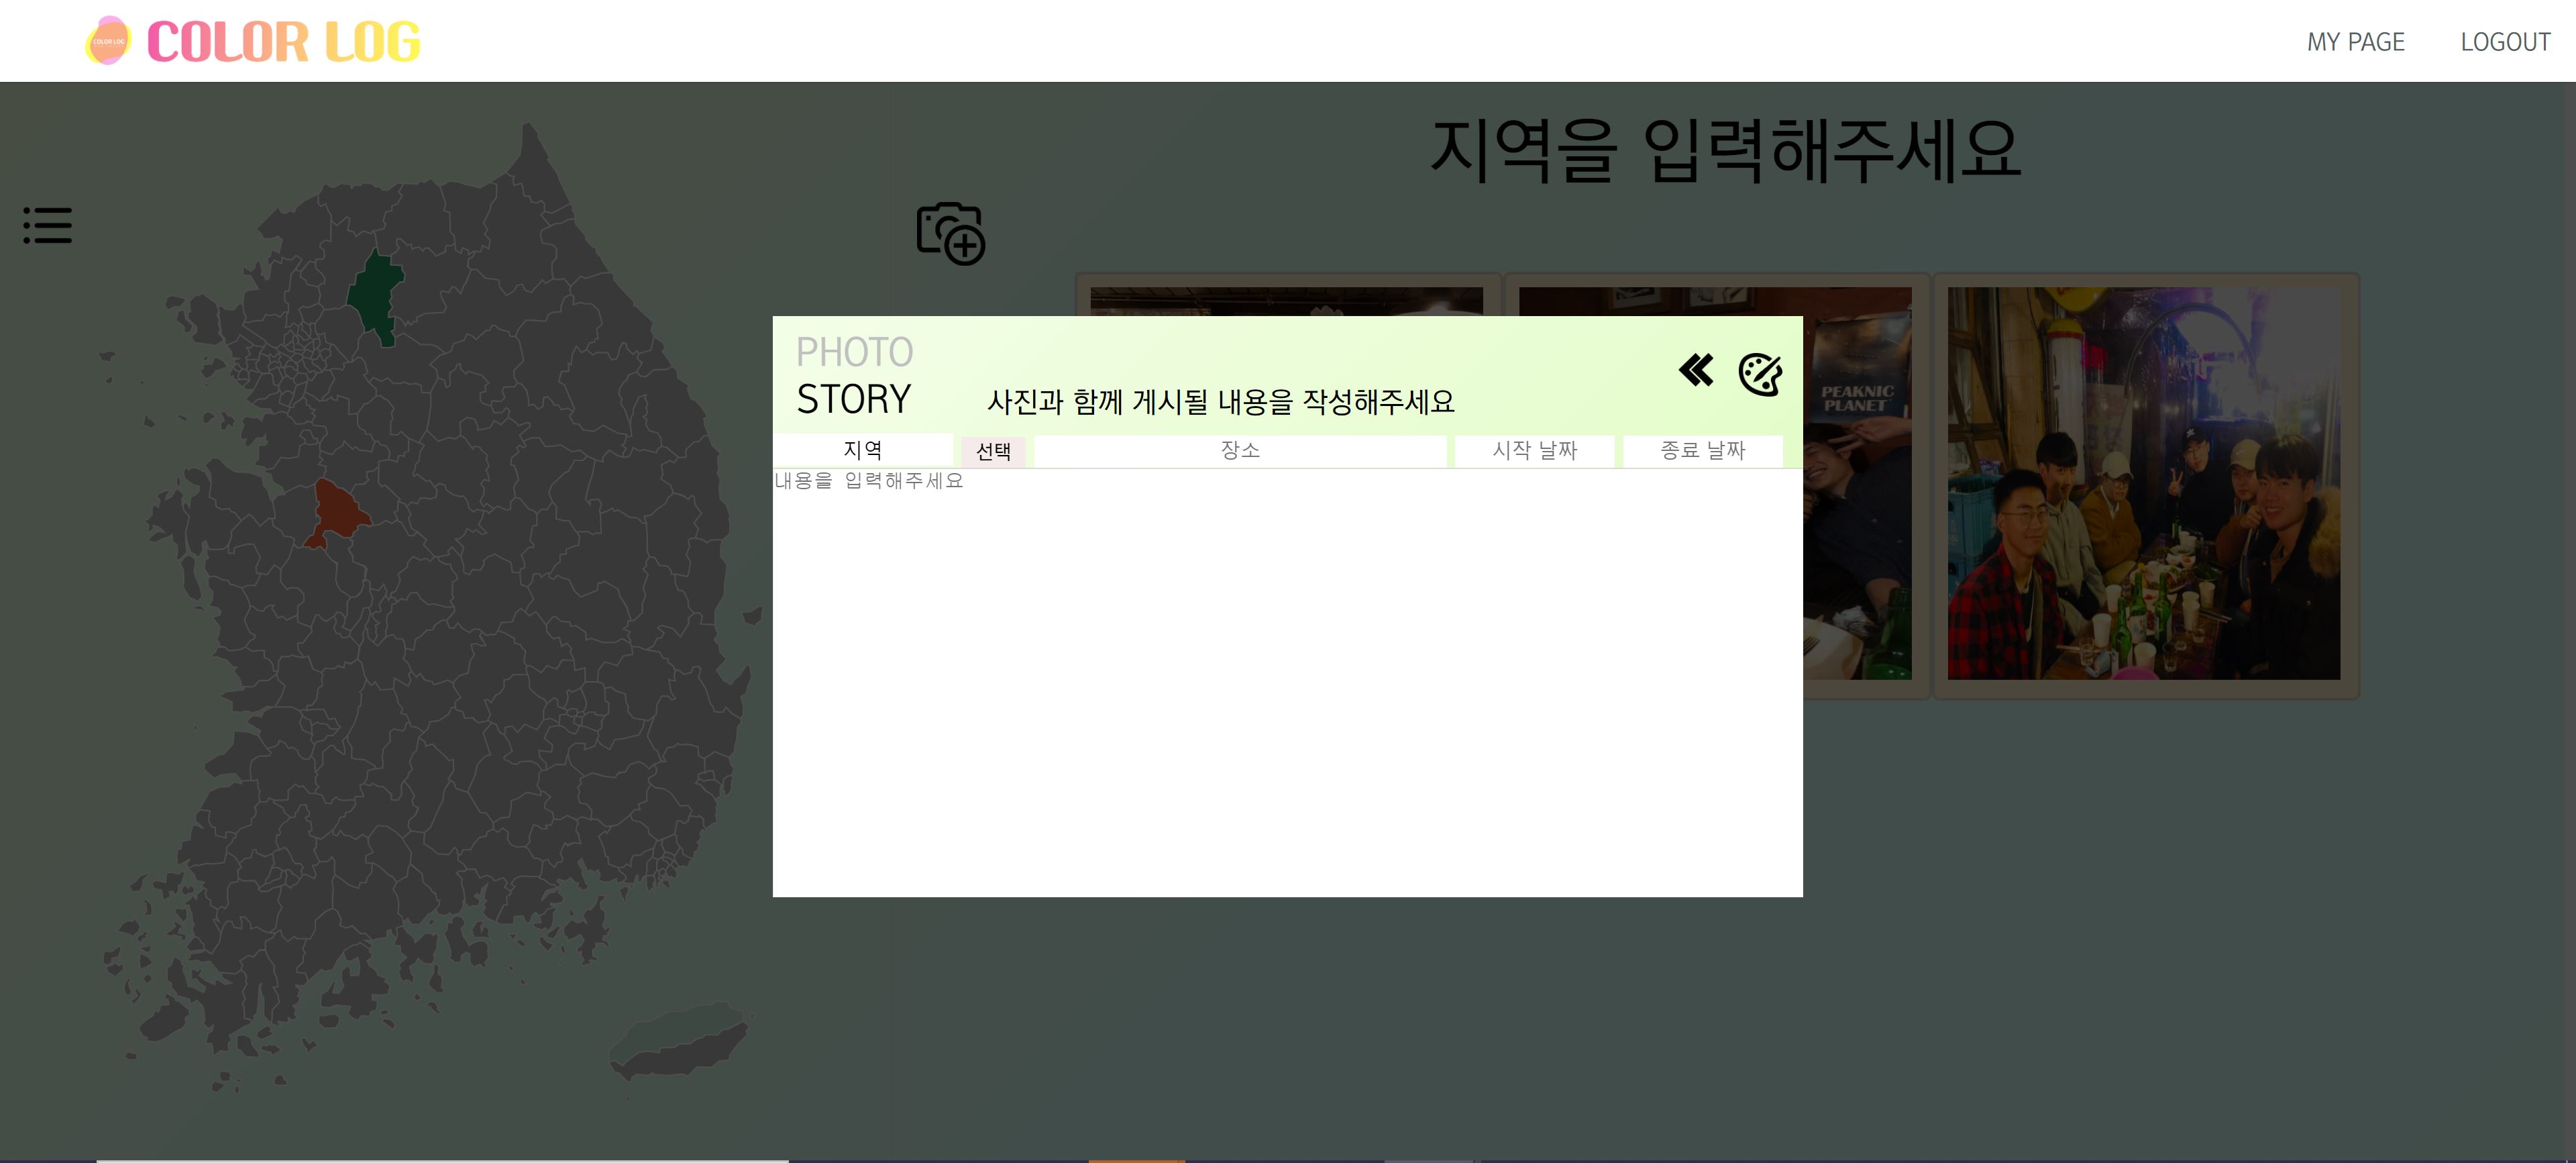 COLOR LOG
COLOR LOG
MY PAGE
LOGOUT
지역을 입력해주세요
PHOTO
STORY
사진과 함께 게시될 내용을 작성해주세요
지역
선택
장소
시작 날짜
종료 날짜
내용을 입력해주세요
PEAKNIC
PLANET